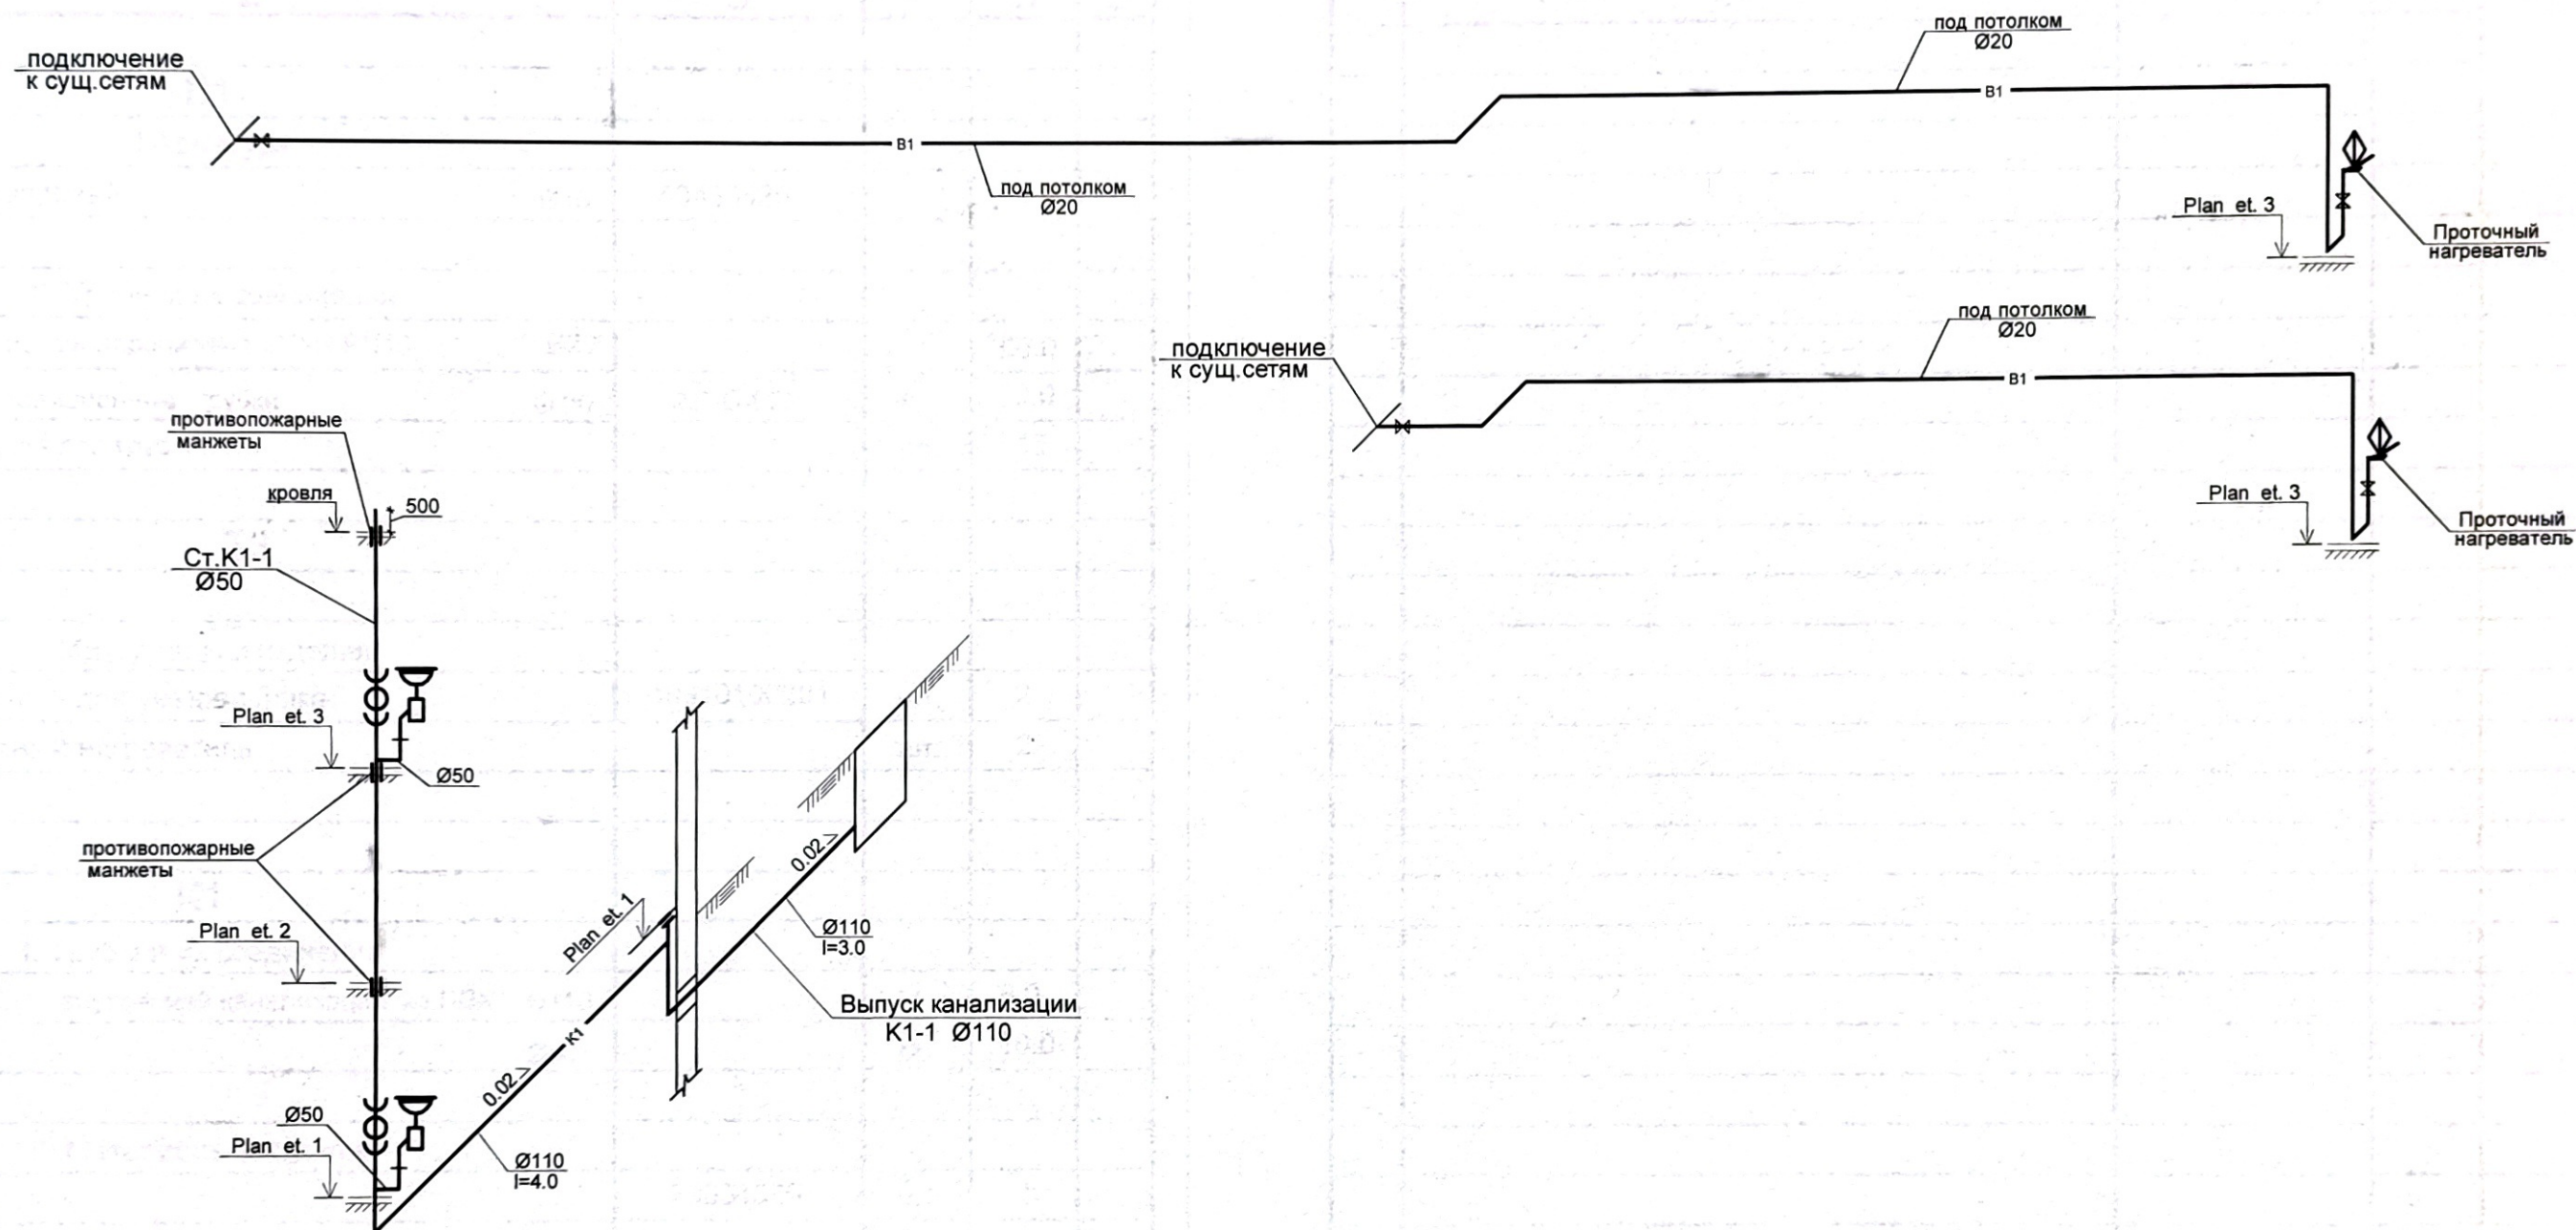 под потолком
Ø20
подключение
к сущ.сетям
В1
В1
под потолком
Ø20
Plan et. 3
Проточный
нагреватель
под потолком
Ø20
подключение
к сущ.сетям
В1
Plan et. 3
Проточный
нагреватель
противопожарные
манжеты
кровля
500
Ст.К1-1
Ø50
Plan et. 3
Ø50
противопожарные
манжеты
0.02
Plan et. 1
Plan et. 2
Ø110
l=3.0
Выпуск канализации
К1-1 Ø110
К1
0.02
Ø50
Plan et. 1
Ø110
l=4.0